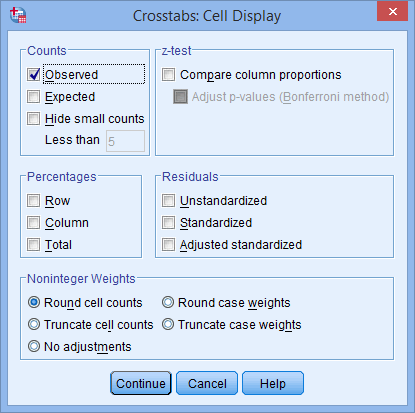 Crosstabs: Cell Display
Counts
Observed
Expected
Hide small counts
Less than 5
z-test
Compare column proportions
Adjust p-values (Bonferroni method)
Percentages
Row
Column
Total
Residuals
Unstandardized
Standardized
Adjusted standardized
Noninteger Weights
Round cell counts
Round case weights
Truncate cell counts
Truncate case weights
No adjustments
Continue
Cancel
Help